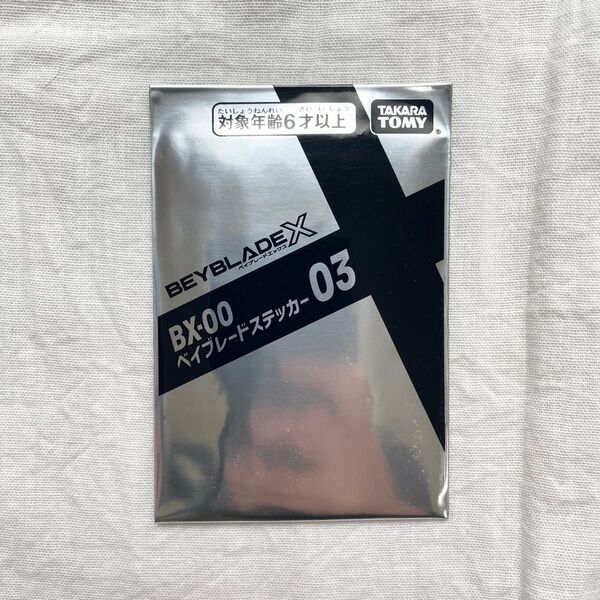 たいしょうねんれい さいいじょう
対象年齢6才以上
TAKARA
TOMY
®
BEYBLADE X
ベイブレードエックス
BX-00
ベイブレードステッカー 03